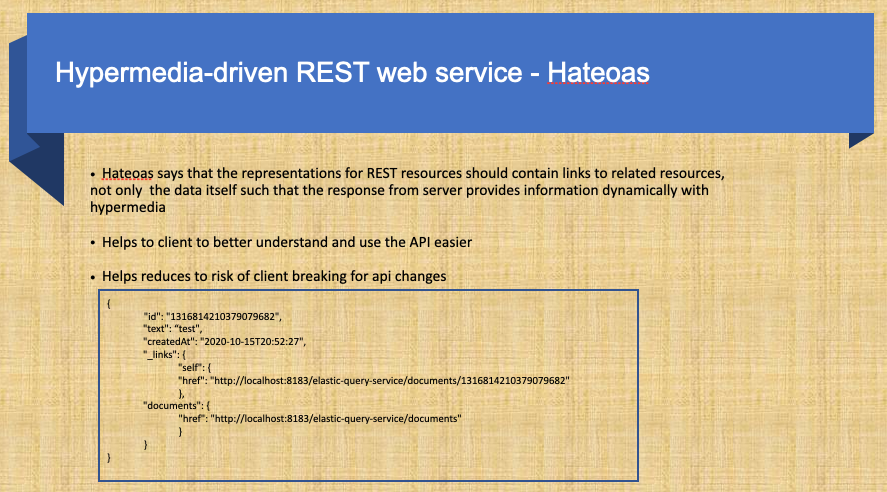 Hypermedia-driven REST web service - Hateoas
• Hateoas says that the representations for REST resources should contain links to related resources,
not only  the data itself such that the response from server provides information dynamically with
hypermedia
• Helps to client to better understand and use the API easier
• Helps reduces to risk of client breaking for api changes
{
"id": "1316814210379079682",
"text": “test",
"createdAt": "2020-10-15T20:52:27",
"_links": {
"self": {
"href": "http://localhost:8183/elastic-query-service/documents/1316814210379079682"
},
"documents": {
"href": "http://localhost:8183/elastic-query-service/documents"
}
}
}